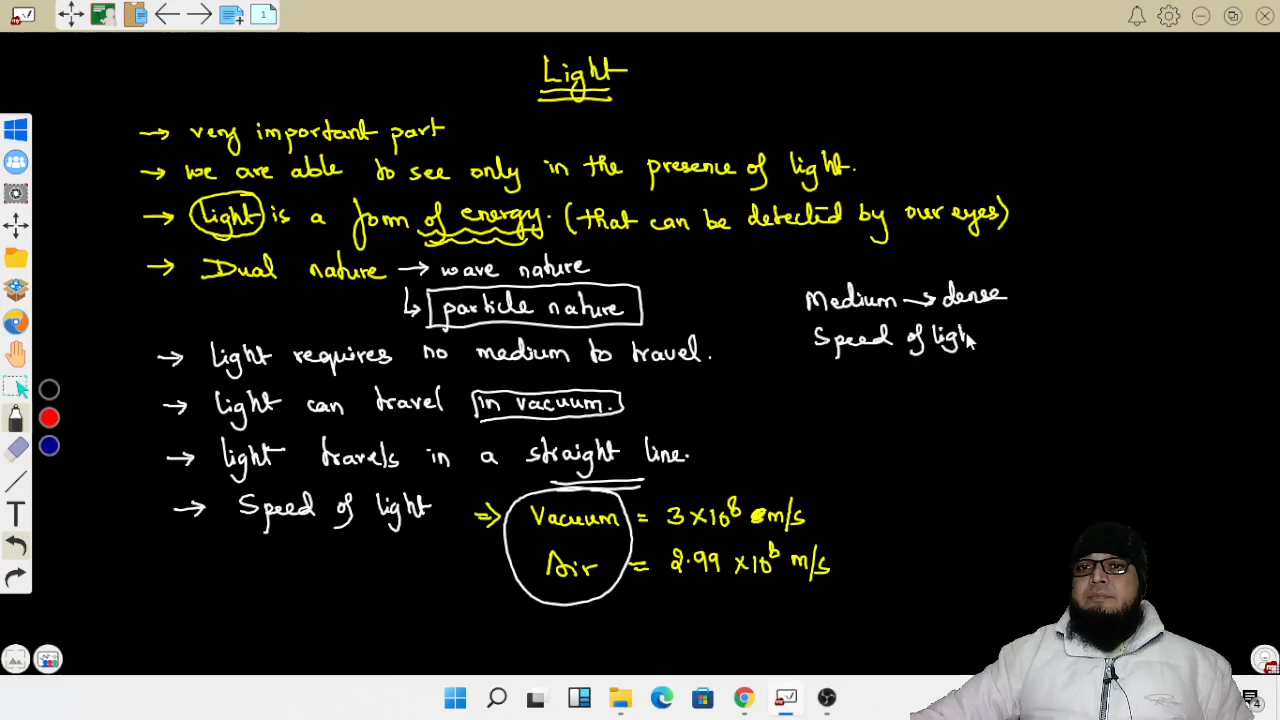 1
Light
→ very important part
→ we are able to see only in the presence of light.
→ light is a form of energy. (that can be detected by our eyes)
→ Dual nature → wave nature
↳ particle nature
Medium → dense
Speed of light
→ light requires no medium to travel.
→ light can travel in vacuum.
→ light travels in a straight line.
→ Speed of light ⇒ Vacuum = 3 × 10⁸ m/s
Air = 2.99 × 10⁸ m/s
T
4